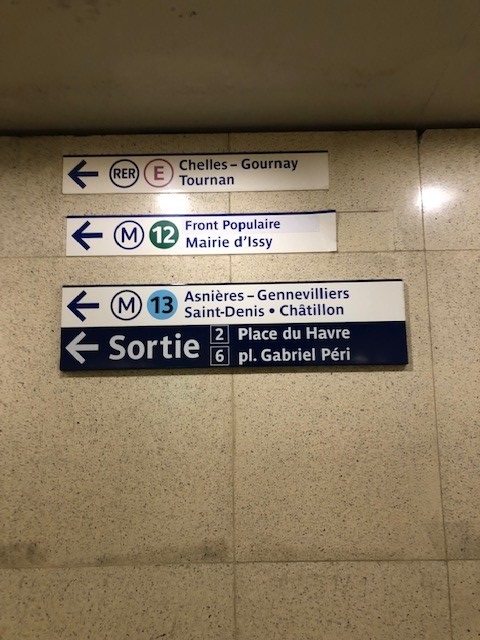 RER E Chelles – Gournay
Tournan
M 12 Front Populaire
Mairie d'Issy
M 13 Asnières – Gennevilliers
Saint-Denis • Châtillon
Sortie 2 Place du Havre
6 pl. Gabriel Péri